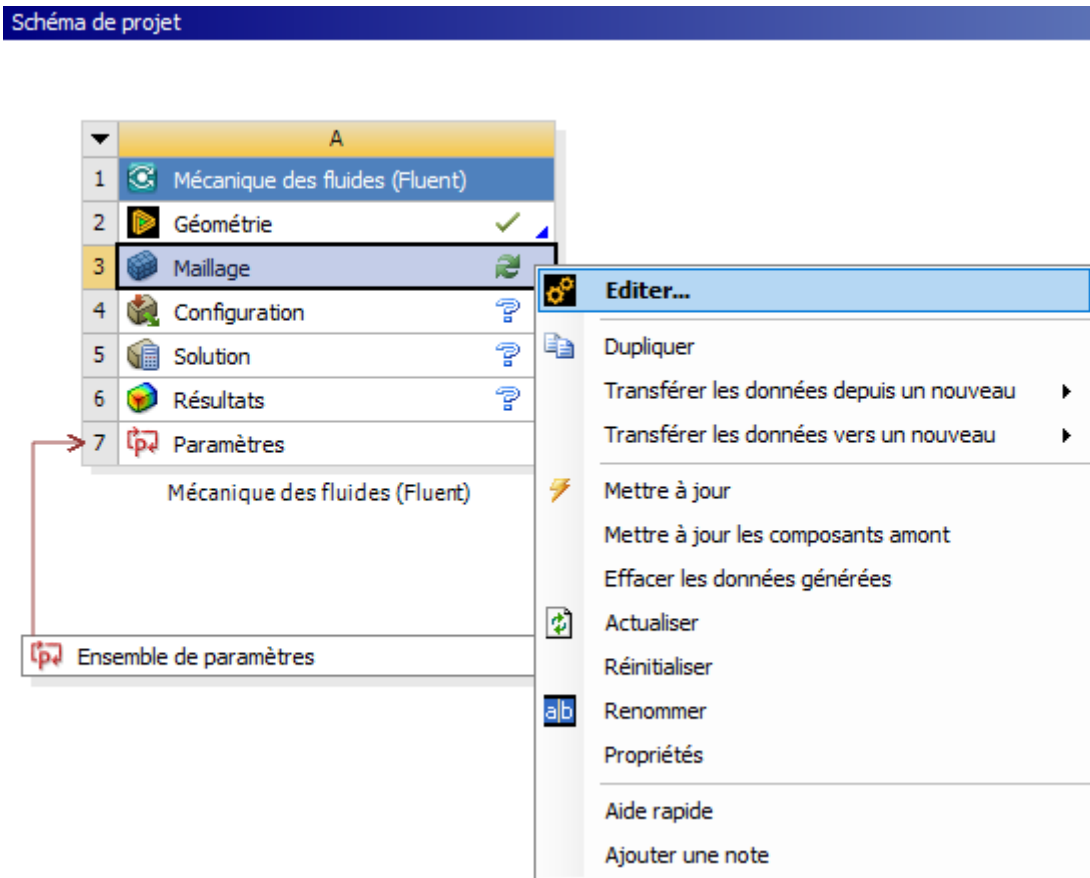 Schéma de projet
A
1 Mécanique des fluides (Fluent)
2 Géométrie
3 Maillage
4 Configuration
5 Solution
6 Résultats
7 Paramètres
Mécanique des fluides (Fluent)
Ensemble de paramètres
Editer...
Dupliquer
Transférer les données depuis un nouveau
Transférer les données vers un nouveau
Mettre à jour
Mettre à jour les composants amont
Effacer les données générées
Actualiser
Réinitialiser
a|b Renommer
Propriétés
Aide rapide
Ajouter une note